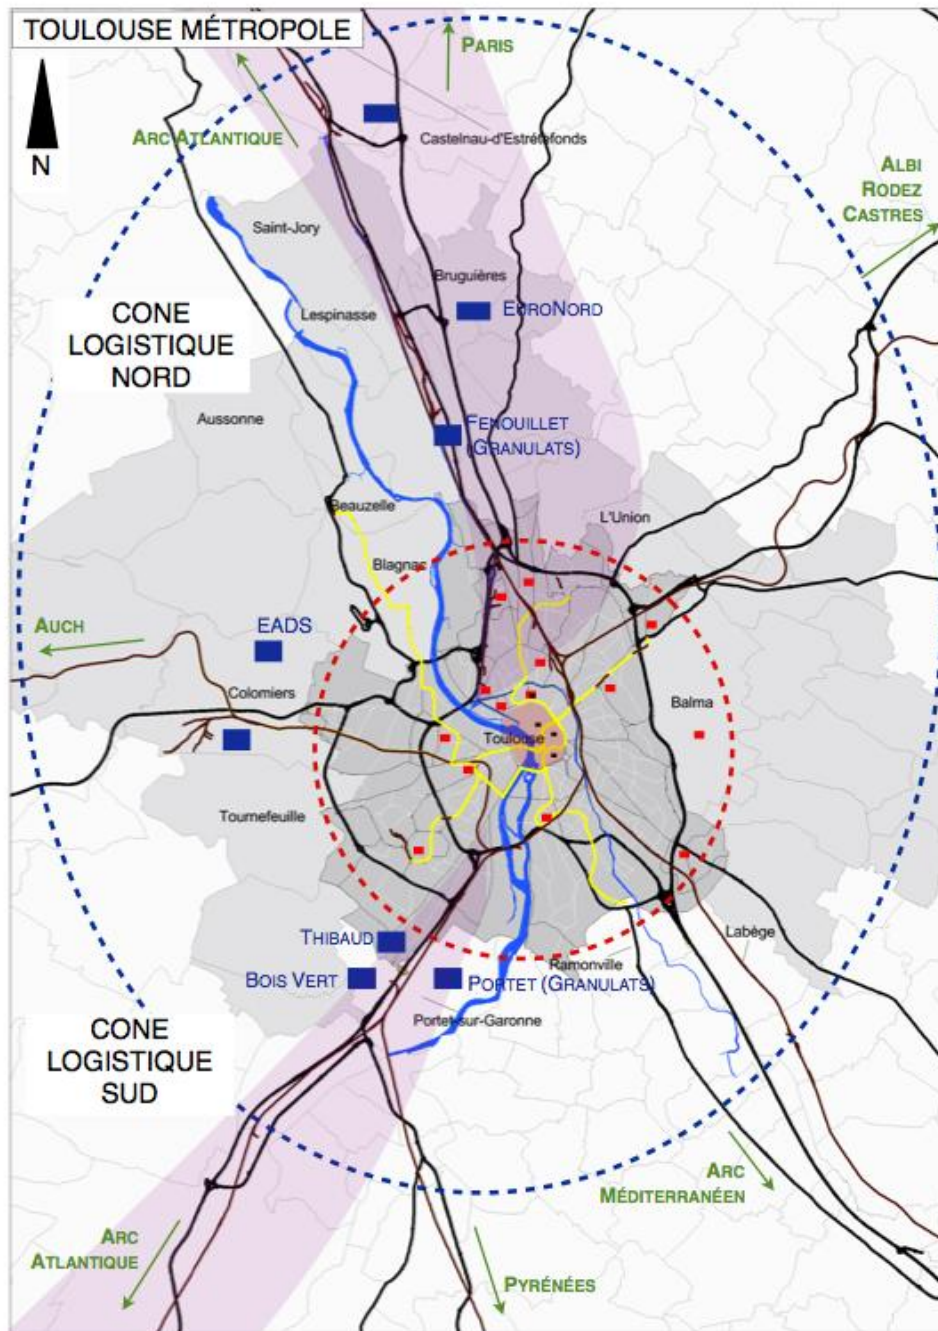 TOULOUSE MÉTROPOLE
N
PARIS
ARC ATLANTIQUE
Castelnau-d'Estrétefonds
ALBI
RODEZ
CASTRES
Saint-Jory
Bruguières
EURONORD
Lespinasse
CONE
LOGISTIQUE
NORD
Aussonne
FENOUILLET
(GRANULATS)
Beauzelle
L'Union
Blagnac
AUCH
EADS
Colomiers
Balma
Toulouse
Tournefeuille
THIBAUD
Labège
Ramonville
BOIS VERT
PORTET (GRANULATS)
Portet-sur-Garonne
CONE
LOGISTIQUE
SUD
ARC
MÉDITERRANÉEN
ARC
ATLANTIQUE
PYRÉNÉES